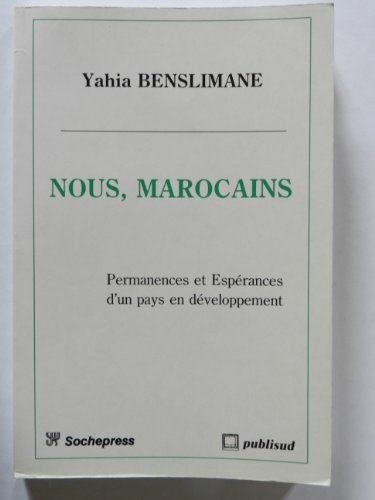 Yahia BENSLIMANE
NOUS, MAROCAINS
Permanences et Espérances
d'un pays en développement
Sochepress
publisud